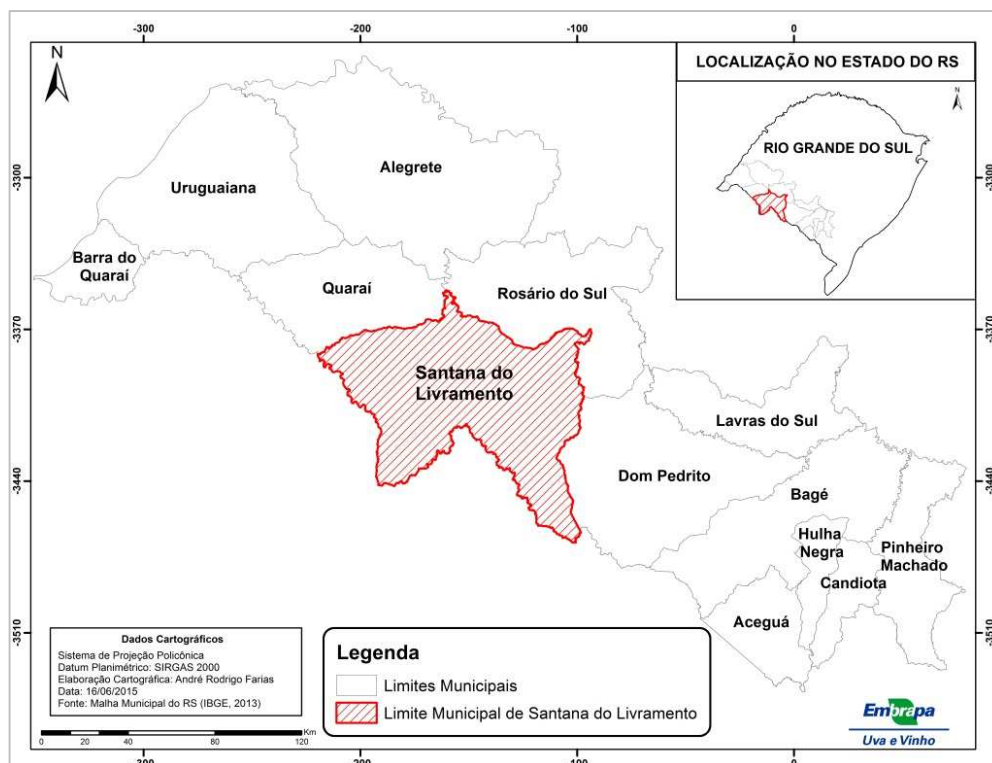 -300
-200
-100
0
N
LOCALIZAÇÃO NO ESTADO DO RS
N
RIO GRANDE DO SUL
-3300
-3300
Alegrete
Uruguaiana
Barra do
Quaraí
Quaraí
Rosário do Sul
-3370
-3370
Santana do
Livramento
Lavras do Sul
-3440
-3440
Dom Pedrito
Bagé
Hulha
Negra
Pinheiro
Machado
Candiota
Aceguá
-3510
-3510
Dados Cartográficos
Sistema de Projeção Policônica
Datum Planimétrico: SIRGAS 2000
Elaboração Cartográfica: André Rodrigo Farias
Data: 16/06/2015
Fonte: Malha Municipal do RS (IBGE, 2013)
Km
0 20 40 80 120
Legenda
Limites Municipais
Limite Municipal de Santana do Livramento
Embrapa
Uva e Vinho
-300
-200
-100
0